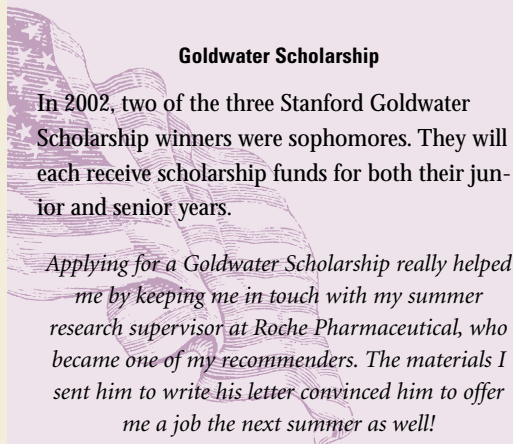 Goldwater Scholarship
In 2002, two of the three Stanford Goldwater
Scholarship winners were sophomores. They will
each receive scholarship funds for both their jun-
ior and senior years.
Applying for a Goldwater Scholarship really helped
me by keeping me in touch with my summer
research supervisor at Roche Pharmaceutical, who
became one of my recommenders. The materials I
sent him to write his letter convinced him to offer
me a job the next summer as well!